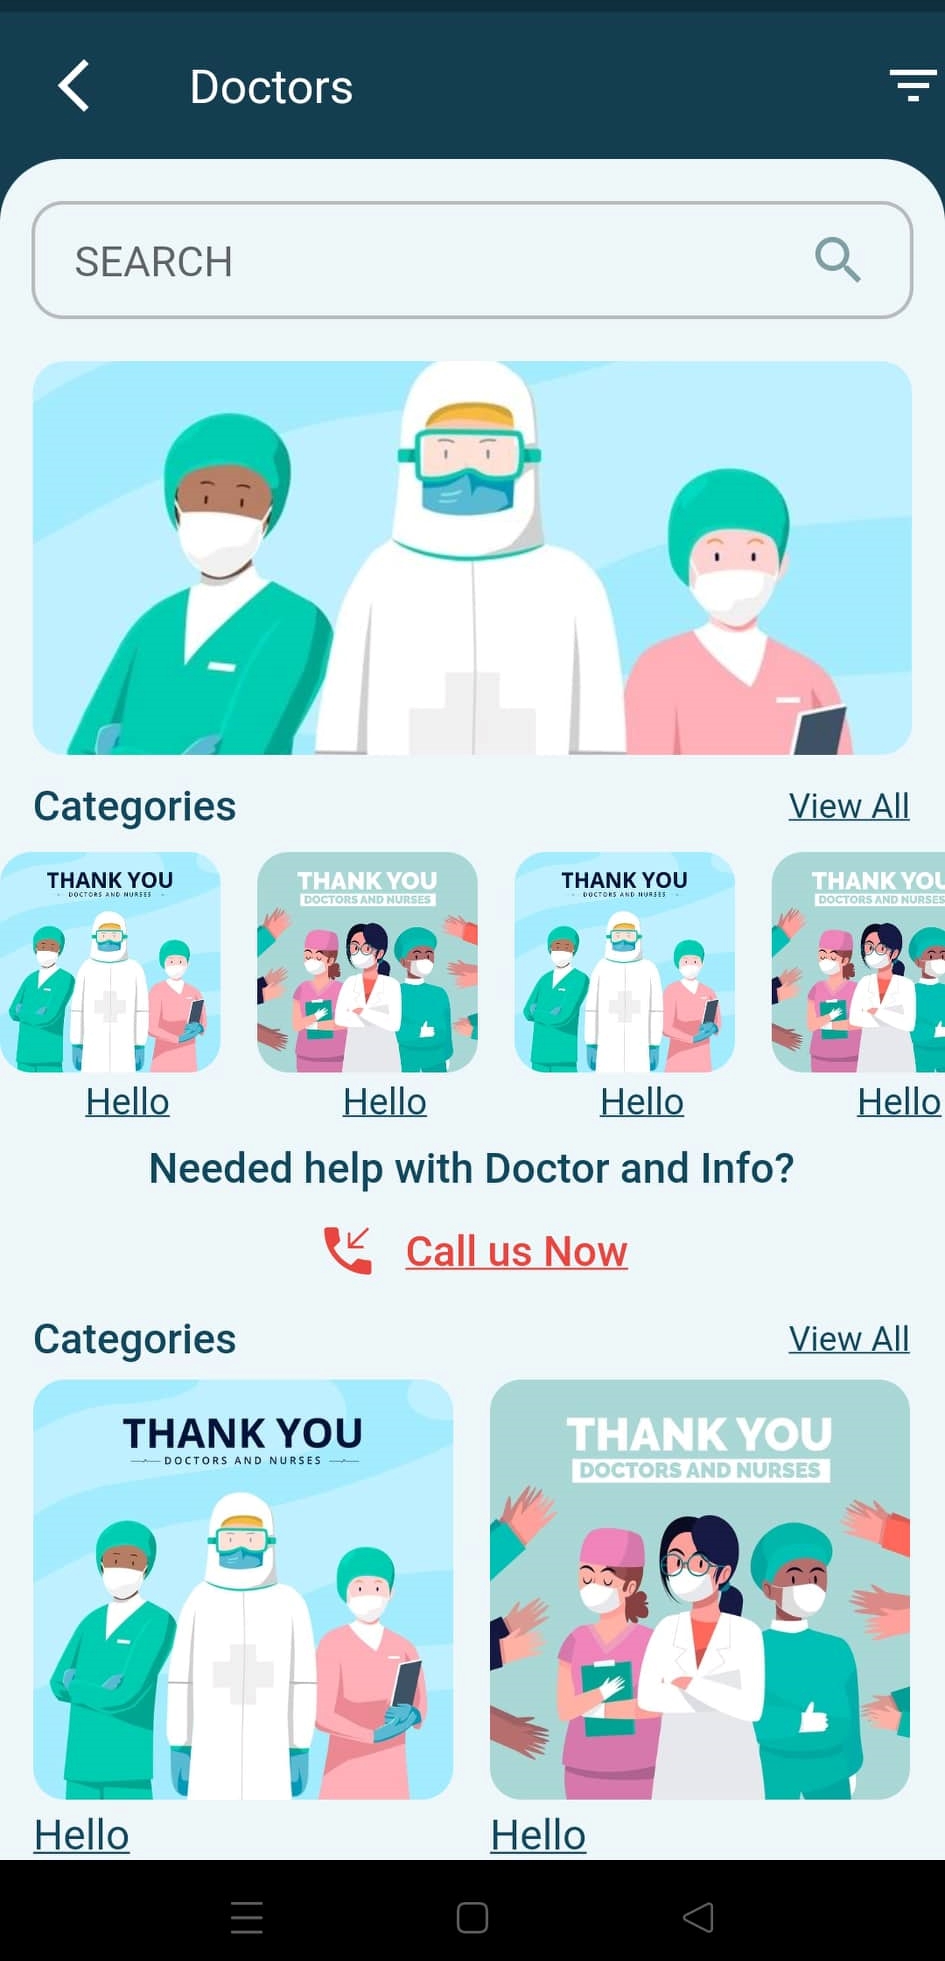 Doctors
SEARCH
Categories
View All
THANK YOU
DOCTORS AND NURSES
THANK YOU
DOCTORS AND NURSES
THANK YOU
DOCTORS AND NURSES
THANK YOU
DOCTORS AND NURSES
Hello
Hello
Hello
Hello
Needed help with Doctor and Info?
Call us Now
Categories
View All
THANK YOU
DOCTORS AND NURSES
THANK YOU
DOCTORS AND NURSES
Hello
Hello